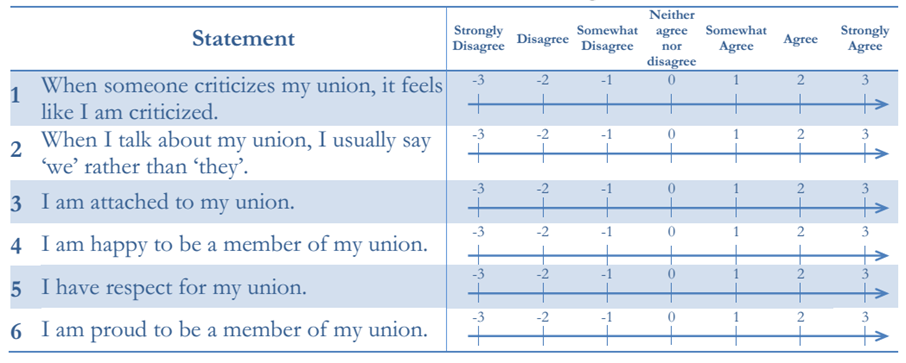 Statement
Strongly Disagree
Disagree
Somewhat Disagree
Neither agree nor disagree
Somewhat Agree
Agree
Strongly Agree
1 When someone criticizes my union, it feels
like I am criticized.
-3 -2 -1 0 1 2 3
2 When I talk about my union, I usually say
‘we’ rather than ‘they’.
-3 -2 -1 0 1 2 3
3 I am attached to my union.
-3 -2 -1 0 1 2 3
4 I am happy to be a member of my union.
-3 -2 -1 0 1 2 3
5 I have respect for my union.
-3 -2 -1 0 1 2 3
6 I am proud to be a member of my union.
-3 -2 -1 0 1 2 3